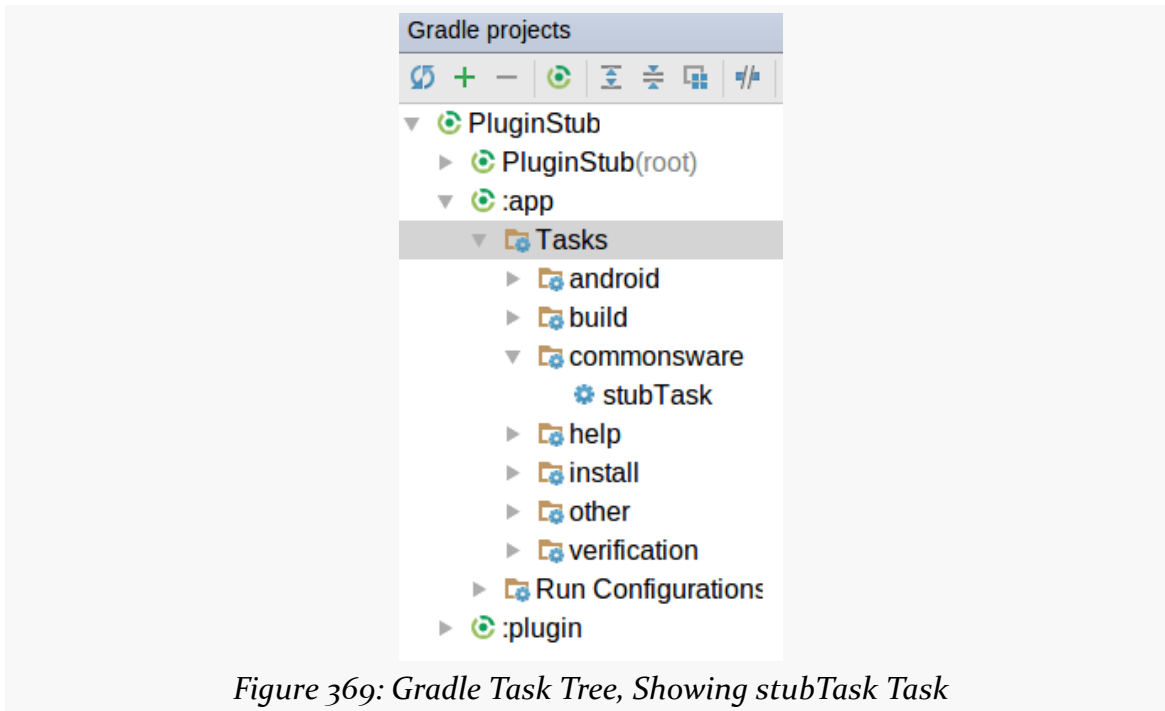 Gradle projects
PluginStub
PluginStub(root)
:app
Tasks
android
build
commonsware
stubTask
help
install
other
verification
Run Configurations
:plugin
Figure 369: Gradle Task Tree, Showing stubTask Task